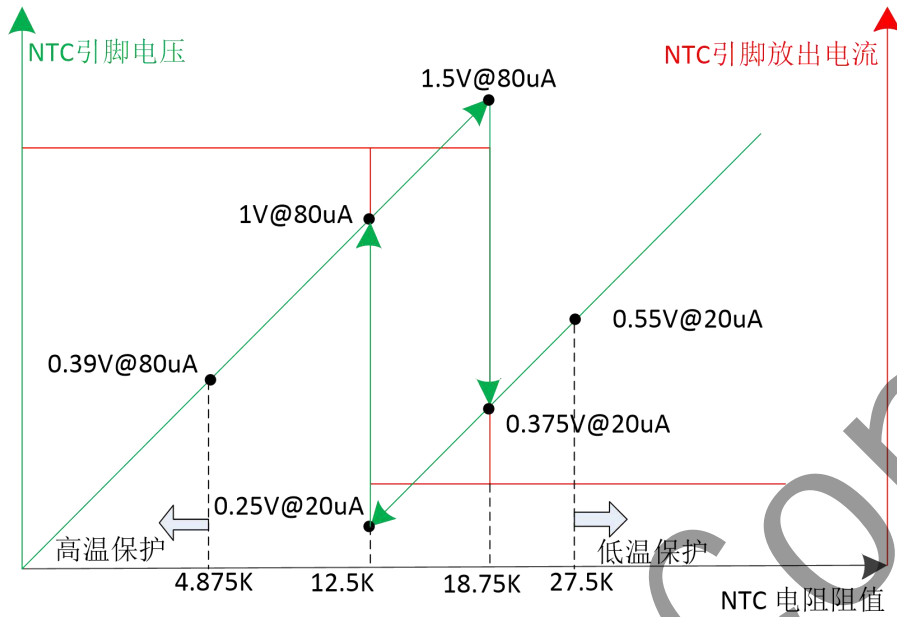 NTC引脚电压
NTC引脚放出电流
1.5V@80uA
1V@80uA
0.55V@20uA
0.39V@80uA
0.375V@20uA
0.25V@20uA
高温保护
低温保护
4.875K
12.5K
18.75K
27.5K
NTC 电阻阻值
Con